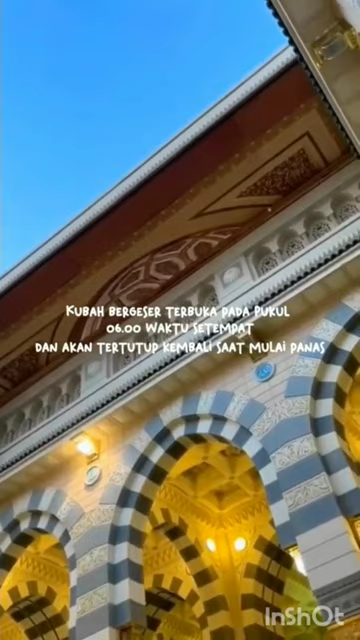 Kubah bergeser terbuka pada pukul
06.00 waktu setempat
dan akan tertutup kembali saat mulai panas
InShOt